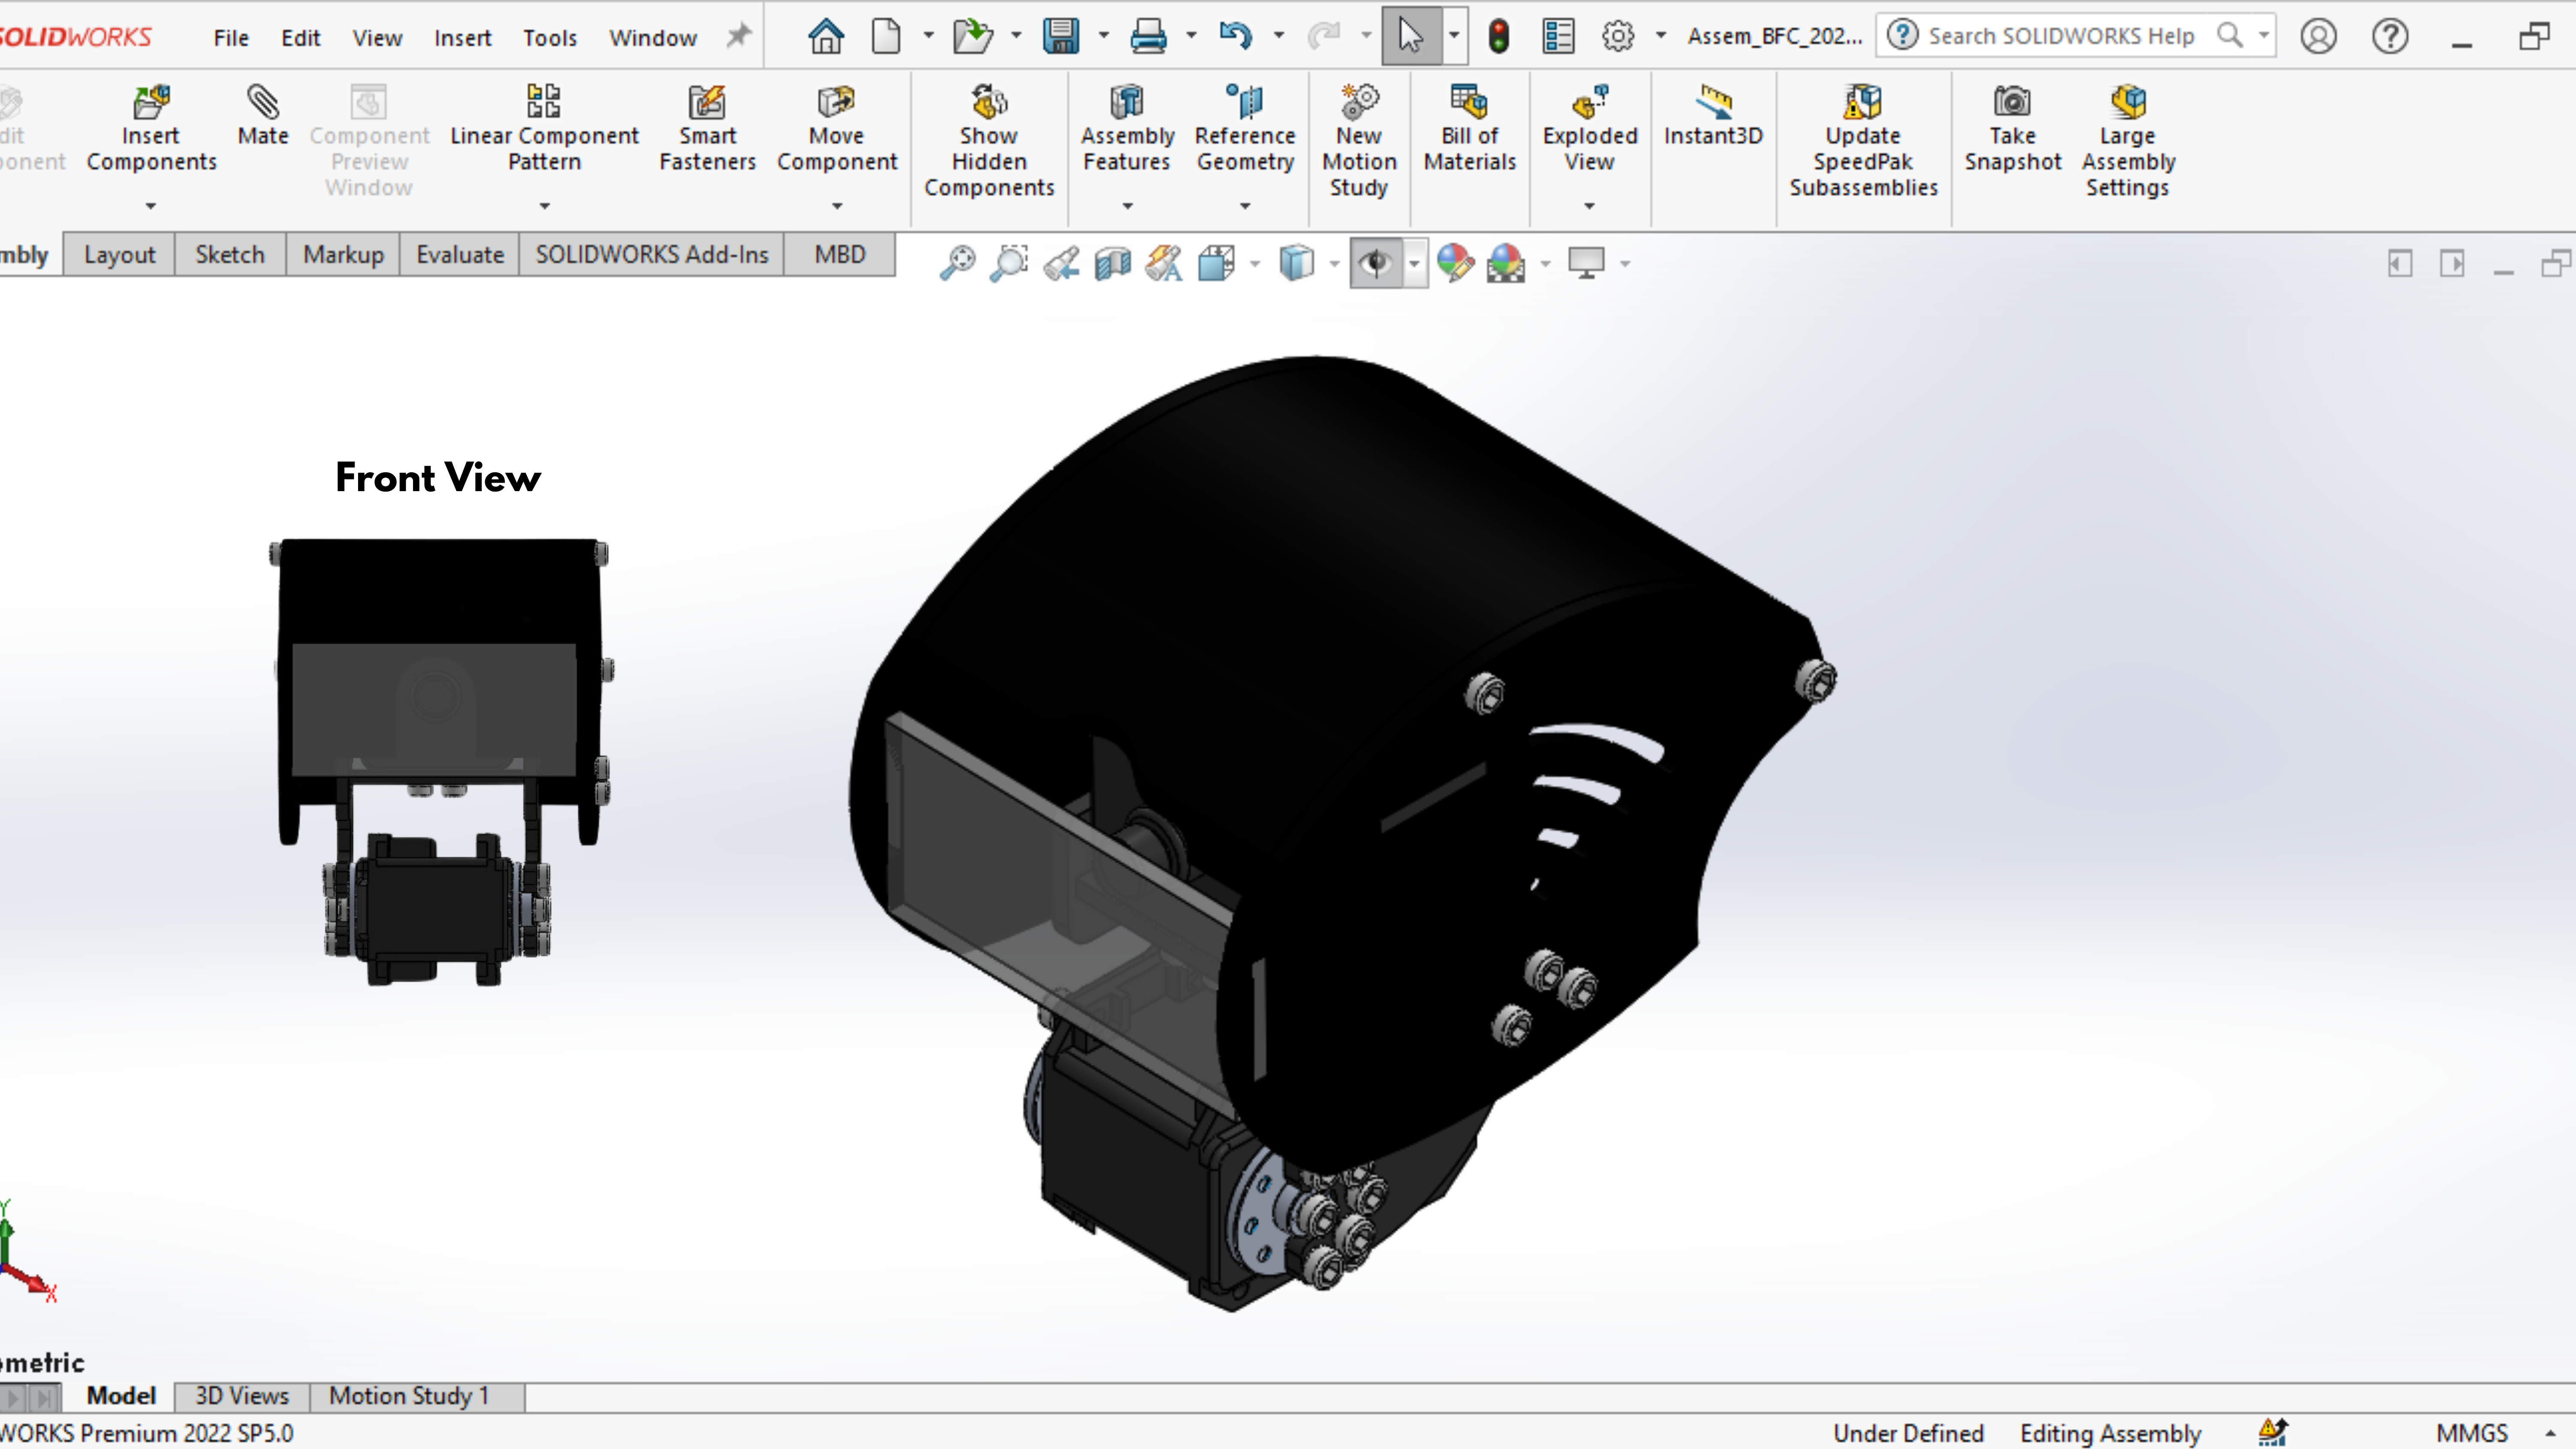 SOLIDWORKS File Edit View Insert Tools Window Assem_BFC_202... Search SOLIDWORKS Help
dit
onent
Insert
Components
Mate
Component
Preview
Window
Linear Component
Pattern
Smart
Fasteners
Move
Component
Show
Hidden
Components
Assembly
Features
Reference
Geometry
New
Motion
Study
Bill of
Materials
Exploded
View
Instant3D
Update
SpeedPak
Subassemblies
Take
Snapshot
Large
Assembly
Settings
mbly Layout Sketch Markup Evaluate SOLIDWORKS Add-Ins MBD
Front View
Y
X
ometric
Model 3D Views Motion Study 1
WORKS Premium 2022 SP5.0 Under Defined Editing Assembly MMGS